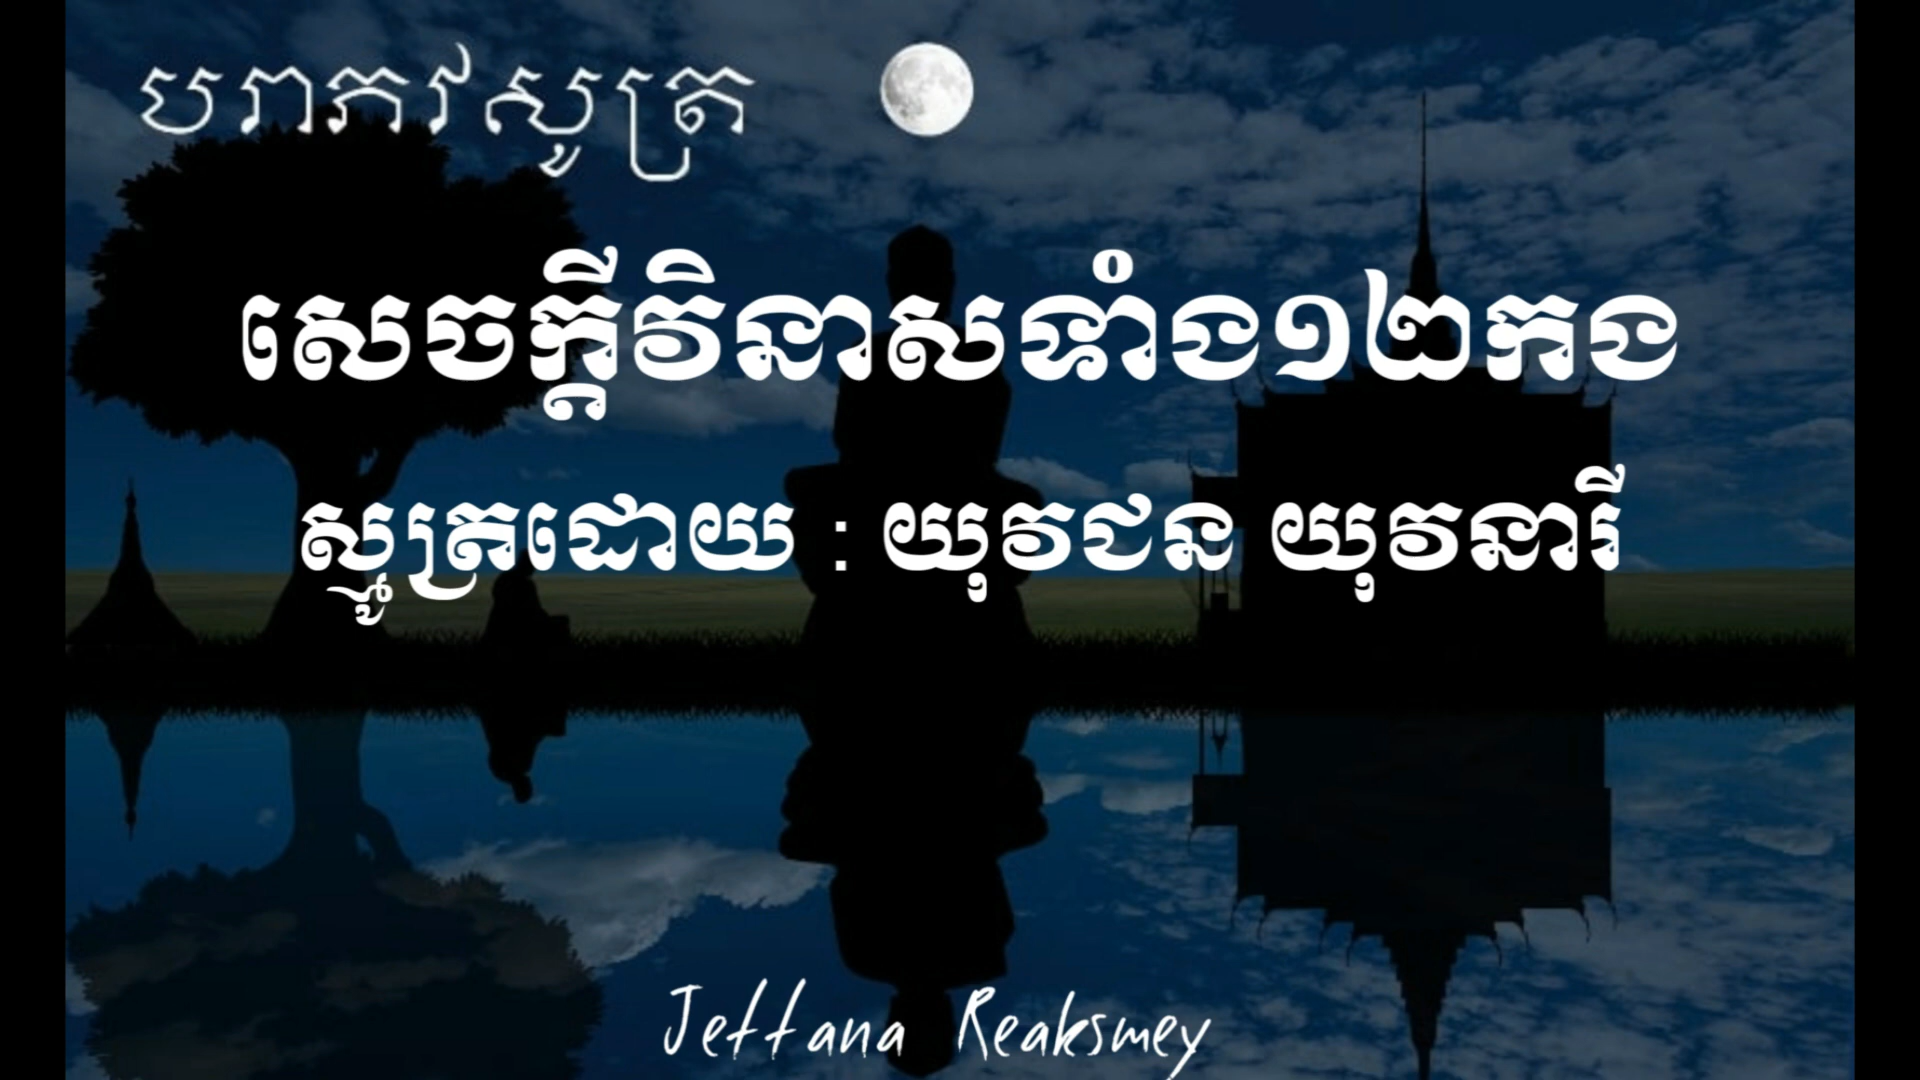 បរាភវសូត្រ
សេចក្ដីវិនាសទាំង១២កង
ស្មូត្រដោយ : យុវជន យុវនារី
Jettana Reaksmey